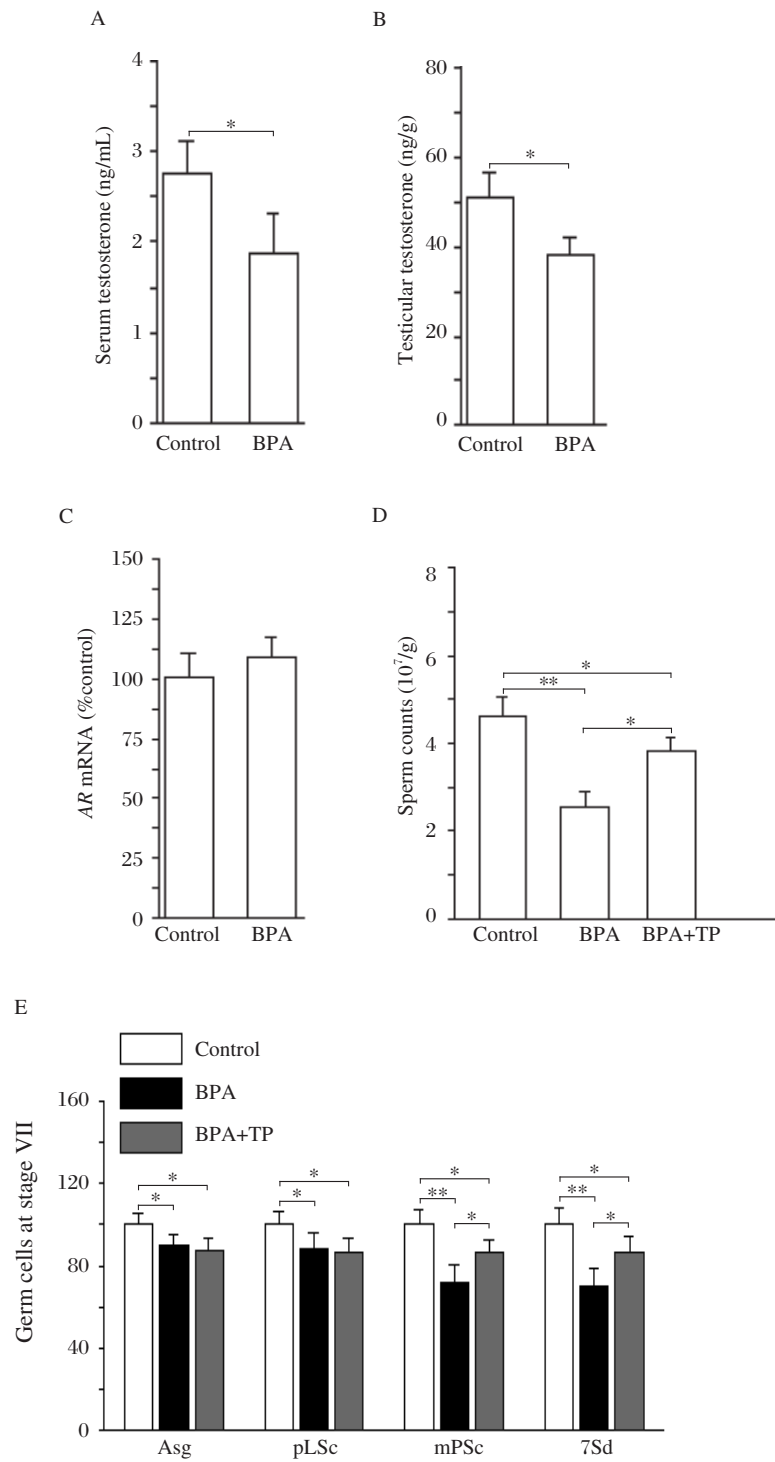 A
Serum testosterone (ng/mL)
4
3
2
1
0
*
Control BPA
B
Testicular testosterone (ng/g)
80
60
40
20
0
*
Control BPA
C
AR mRNA (%control)
150
125
100
75
50
25
0
Control BPA
D
Sperm counts (10⁷/g)
8
6
4
2
0
*
**
*
Control BPA BPA+TP
E
Control
BPA
BPA+TP
Germ cells at stage VII
160
120
80
40
0
* * * *
* * ** **
* *
Asg pLSc mPSc 7Sd